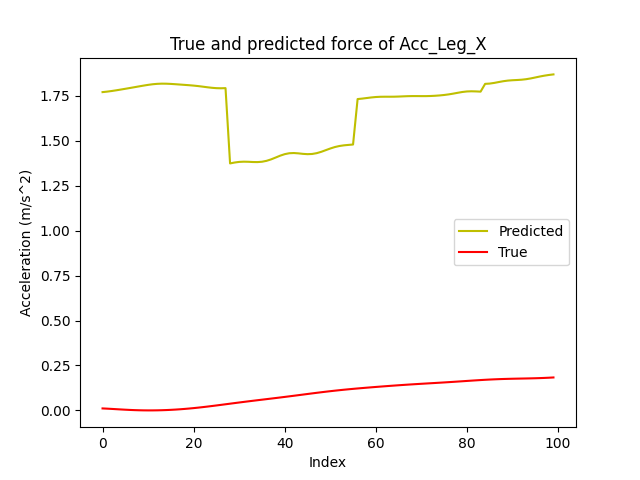 True and predicted force of Acc_Leg_X
1.75
1.50
1.25
1.00
0.75
0.50
0.25
0.00
Acceleration (m/s^2)
Predicted
True
0 20 40 60 80 100
Index